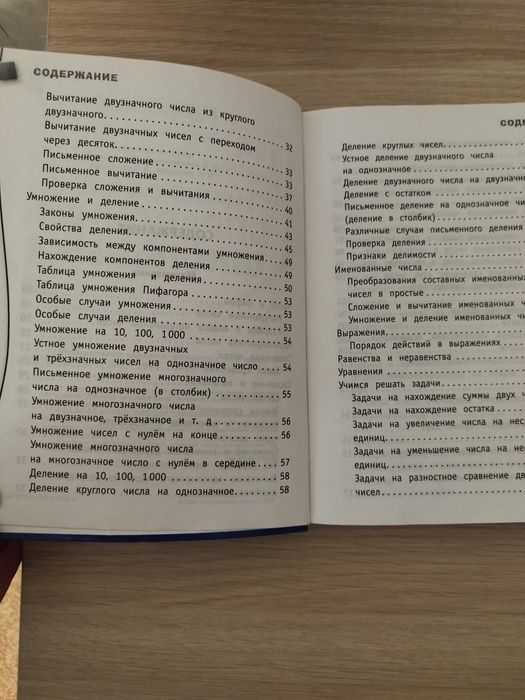 СОДЕРЖАНИЕ
Вычитание двузначного числа из круглого
двузначного. . . . . . . . . . . . . . . . . . . . . . . . . . . . . . 32
Вычитание двузначных чисел с переходом
через десяток. . . . . . . . . . . . . . . . . . . . . . . . . . . . 33
Письменное сложение . . . . . . . . . . . . . . . . . . . . . 33
Письменное вычитание . . . . . . . . . . . . . . . . . . . . 37
Проверка сложения и вычитания . . . . . . . . . . . . 40
Умножение и деление . . . . . . . . . . . . . . . . . . . . . . . 41
Законы умножения. . . . . . . . . . . . . . . . . . . . . . . . 43
Свойства деления. . . . . . . . . . . . . . . . . . . . . . . . . 45
Зависимость между компонентами умножения. 49
Нахождение компонентов деления . . . . . . . . . . . 49
Таблица умножения и деления . . . . . . . . . . . . . . 50
Таблица умножения Пифагора . . . . . . . . . . . . . . 53
Особые случаи умножения . . . . . . . . . . . . . . . . . 53
Особые случаи деления . . . . . . . . . . . . . . . . . . . 53
Умножение на 10, 100, 1000 . . . . . . . . . . . . . . . . 54
Устное умножение двузначных
и трёхзначных чисел на однозначное число . . 54
Письменное умножение многозначного
числа на однозначное (в столбик) . . . . . . . . . . 55
Умножение многозначного числа
на двузначное, трёхзначное и т. д . . . . . . . . . . 56
Умножение чисел с нулём на конце . . . . . . . . . . 56
Умножение многозначного числа
на многозначное число с нулём в середине . . . . 57
Деление на 10, 100, 1000 . . . . . . . . . . . . . . . . . . 58
Деление круглого числа на однозначное. . . . . . 58
СОДЕ
Деление круглых чисел. . . . . . . . . . .
Устное деление двузначного числа
на однозначное . . . . . . . . . . . . . . . .
Деление двузначного числа на двузначн
Деление с остатком . . . . . . . . . . . . . .
Письменное деление на однозначное чи
(деление в столбик) . . . . . . . . . . . . .
Различные случаи письменного деления
Проверка деления . . . . . . . . . . . . . . .
Признаки делимости . . . . . . . . . . . . .
Именованные числа . . . . . . . . . . . . . . .
Преобразования составных именованных
чисел в простые . . . . . . . . . . . . . . . .
Сложение и вычитание именованных ч
Умножение и деление именованных чи
Выражения. . . . . . . . . . . . . . . . . . . . . .
Порядок действий в выражениях . . . .
Равенства и неравенства . . . . . . . . . . .
Уравнения . . . . . . . . . . . . . . . . . . . . . .
Учимся решать задачи . . . . . . . . . . . . .
Задачи на нахождение суммы двух ч
Задачи на нахождение остатка . . . . .
Задачи на увеличение числа на нес
единиц. . . . . . . . . . . . . . . . . . . . . . .
Задачи на уменьшение числа на не
единиц. . . . . . . . . . . . . . . . . . . . . . .
Задачи на разностное сравнение дв
чисел . . . . . . . . . . . . . . . . . . . . . . .